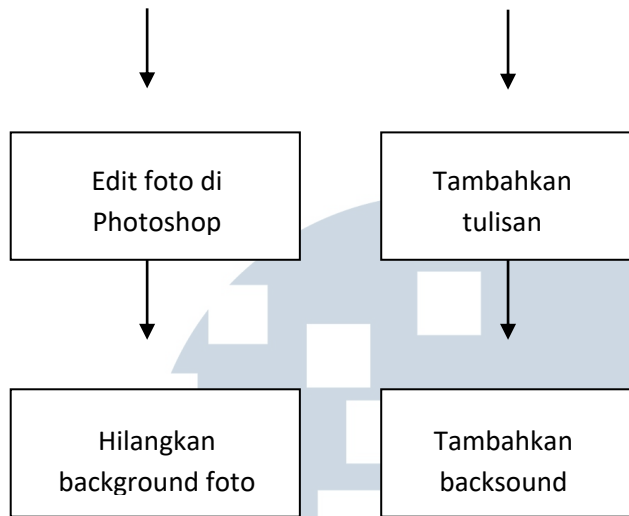 Edit foto di
Photoshop
Tambahkan
tulisan
Hilangkan
background foto
Tambahkan
backsound